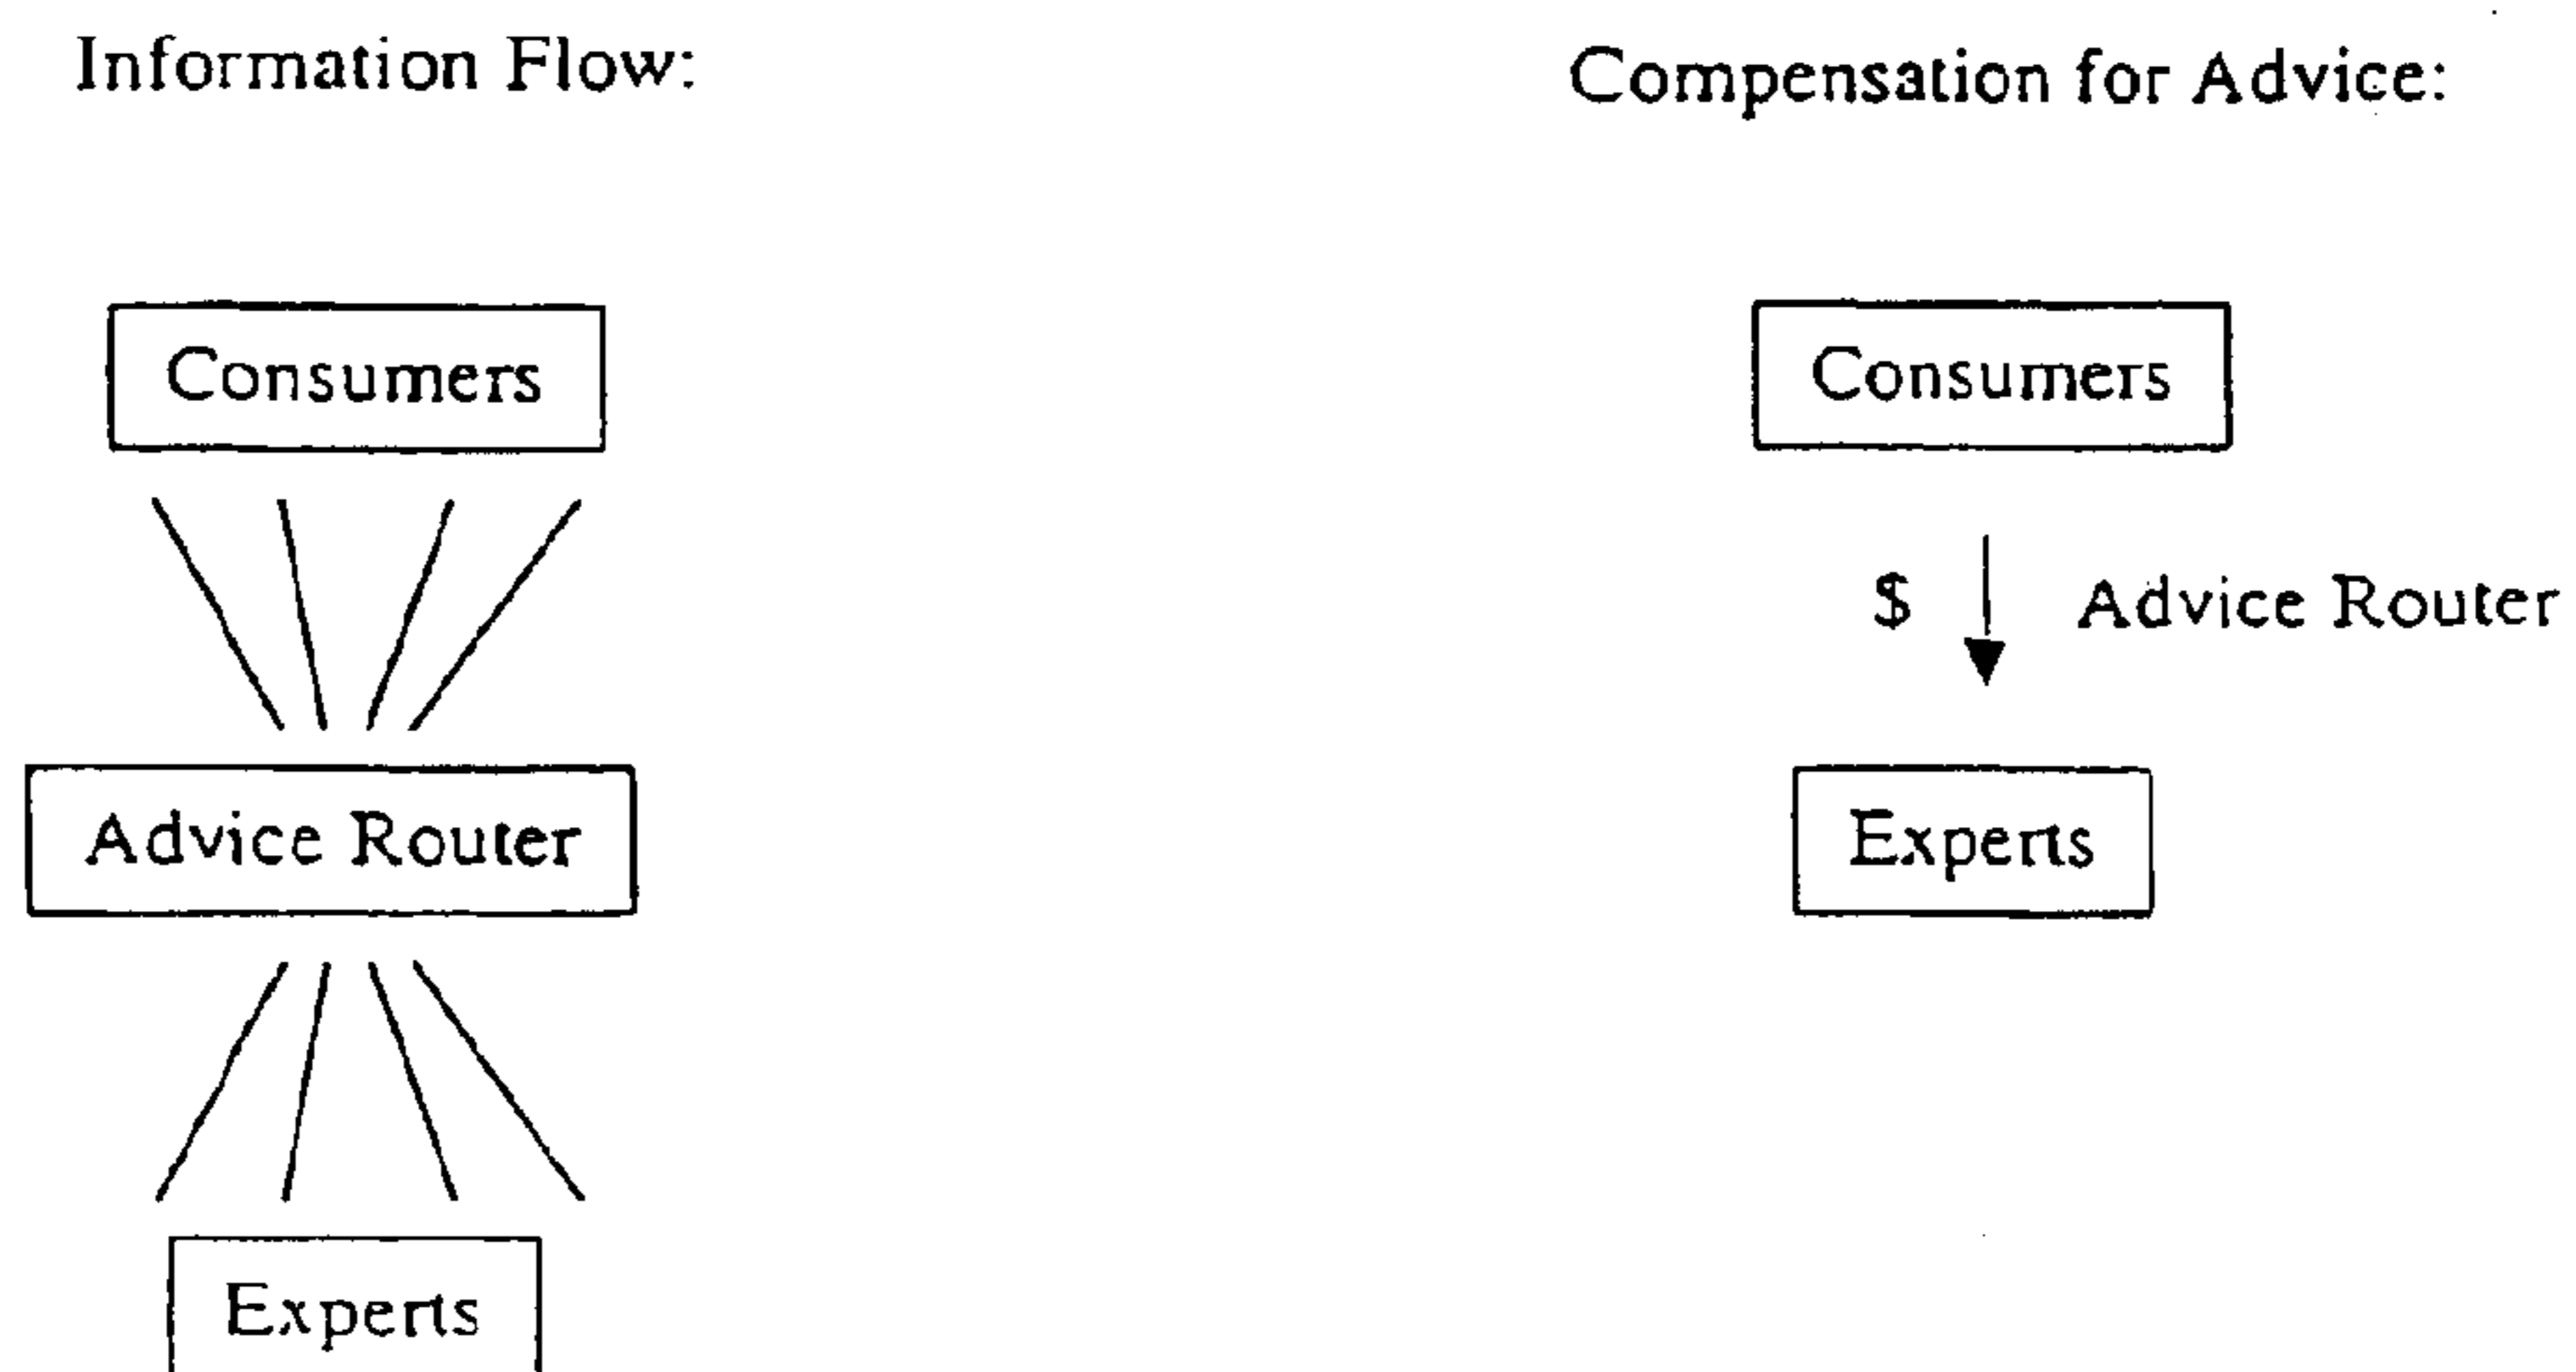 Information Flow:
Consumers
Advice Router
Experts
Compensation for Advice:
Consumers
$ Advice Router
Experts